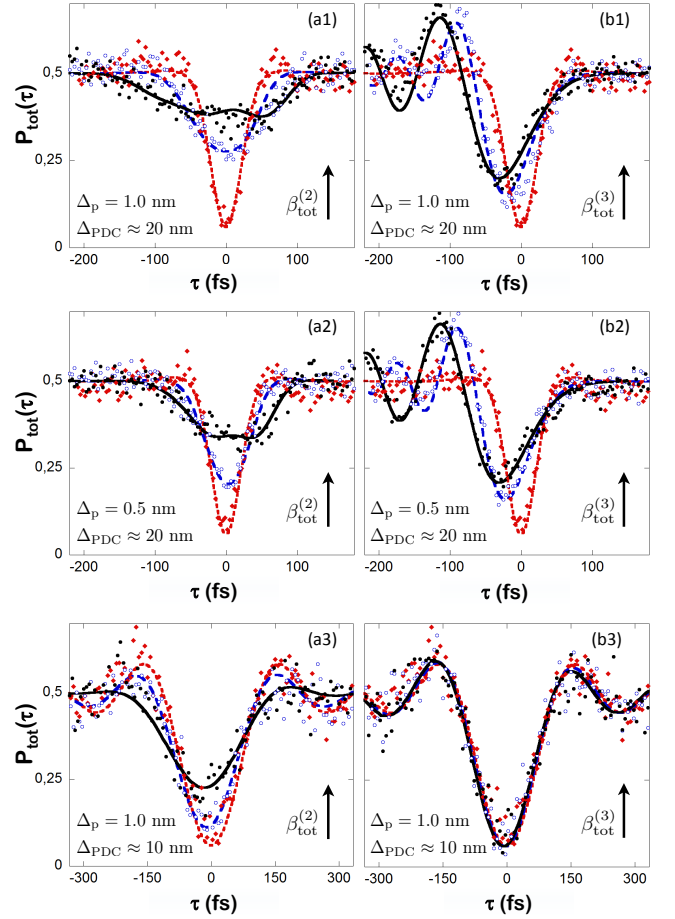 (a1)
(b1)
P_tot(τ)
0,5
0,25
0
Δ_p = 1.0 nm
Δ_PDC ≈ 20 nm
β_tot^(2)
Δ_p = 1.0 nm
Δ_PDC ≈ 20 nm
β_tot^(3)
-200
-100
0
100
-200
-100
0
100
τ (fs)
τ (fs)
(a2)
(b2)
P_tot(τ)
0,5
0,25
0
Δ_p = 0.5 nm
Δ_PDC ≈ 20 nm
β_tot^(2)
Δ_p = 0.5 nm
Δ_PDC ≈ 20 nm
β_tot^(3)
-200
-100
0
100
-200
-100
0
100
τ (fs)
τ (fs)
(a3)
(b3)
P_tot(τ)
0,5
0,25
0
Δ_p = 1.0 nm
Δ_PDC ≈ 10 nm
β_tot^(2)
Δ_p = 1.0 nm
Δ_PDC ≈ 10 nm
β_tot^(3)
-300
-150
0
150
300
-300
-150
0
150
300
τ (fs)
τ (fs)